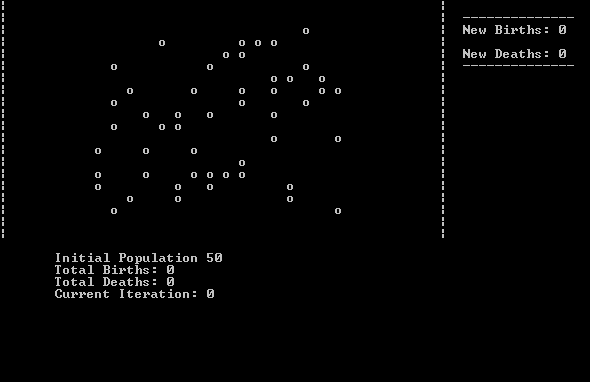 New Births: 0
New Deaths: 0
Initial Population 50
Total Births: 0
Total Deaths: 0
Current Iteration: 0